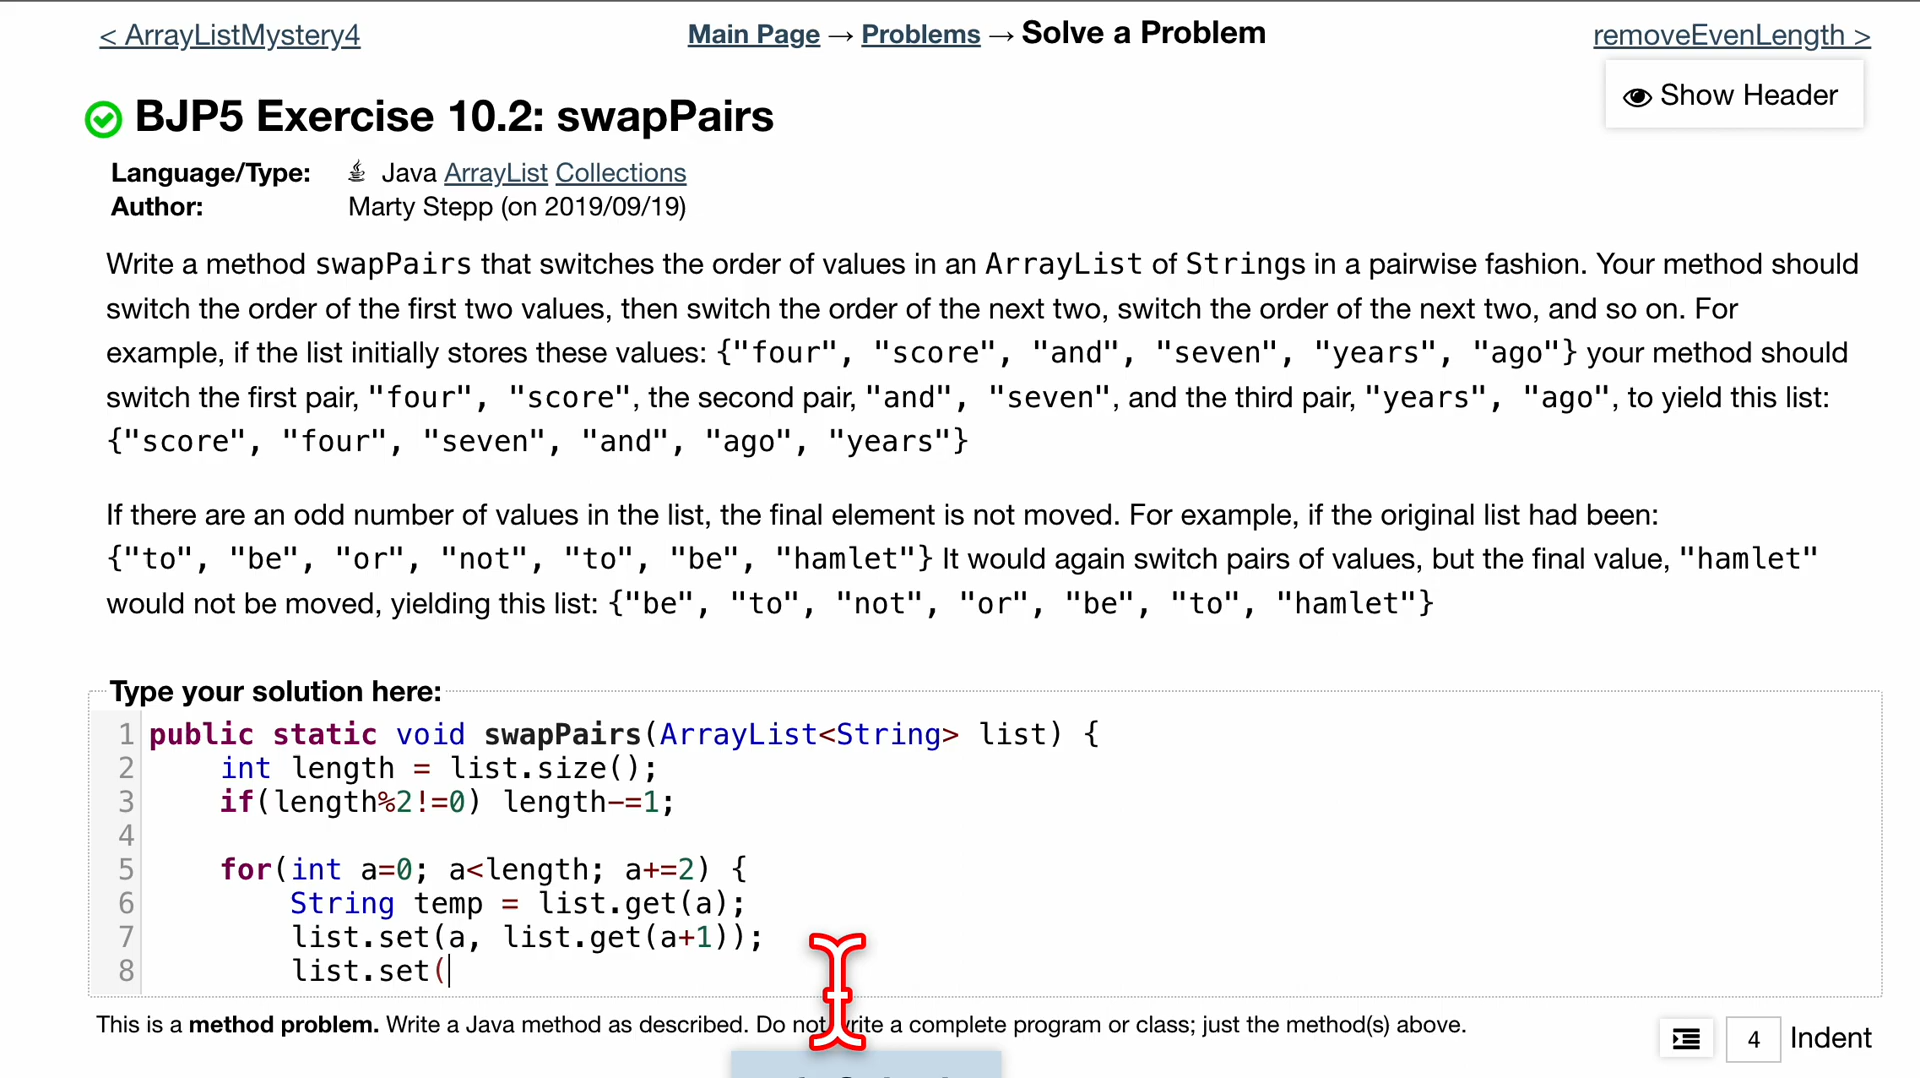 < ArrayListMystery4 Main Page → Problems → Solve a Problem removeEvenLength >
Show Header
BJP5 Exercise 10.2: swapPairs
Language/Type: Java ArrayList Collections
Author: Marty Stepp (on 2019/09/19)
Write a method swapPairs that switches the order of values in an ArrayList of Strings in a pairwise fashion. Your method should
switch the order of the first two values, then switch the order of the next two, switch the order of the next two, and so on. For
example, if the list initially stores these values: {"four", "score", "and", "seven", "years", "ago"} your method should
switch the first pair, "four", "score", the second pair, "and", "seven", and the third pair, "years", "ago", to yield this list:
{"score", "four", "seven", "and", "ago", "years"}
If there are an odd number of values in the list, the final element is not moved. For example, if the original list had been:
{"to", "be", "or", "not", "to", "be", "hamlet"} It would again switch pairs of values, but the final value, "hamlet"
would not be moved, yielding this list: {"be", "to", "not", "or", "be", "to", "hamlet"}
Type your solution here:
1 public static void swapPairs(ArrayList<String> list) {
2 int length = list.size();
3 if(length%2!=0) length-=1;
4
5 for(int a=0; a<length; a+=2) {
6 String temp = list.get(a);
7 list.set(a, list.get(a+1));
8 list.set(
This is a method problem. Write a Java method as described. Do not write a complete program or class; just the method(s) above.
4 Indent